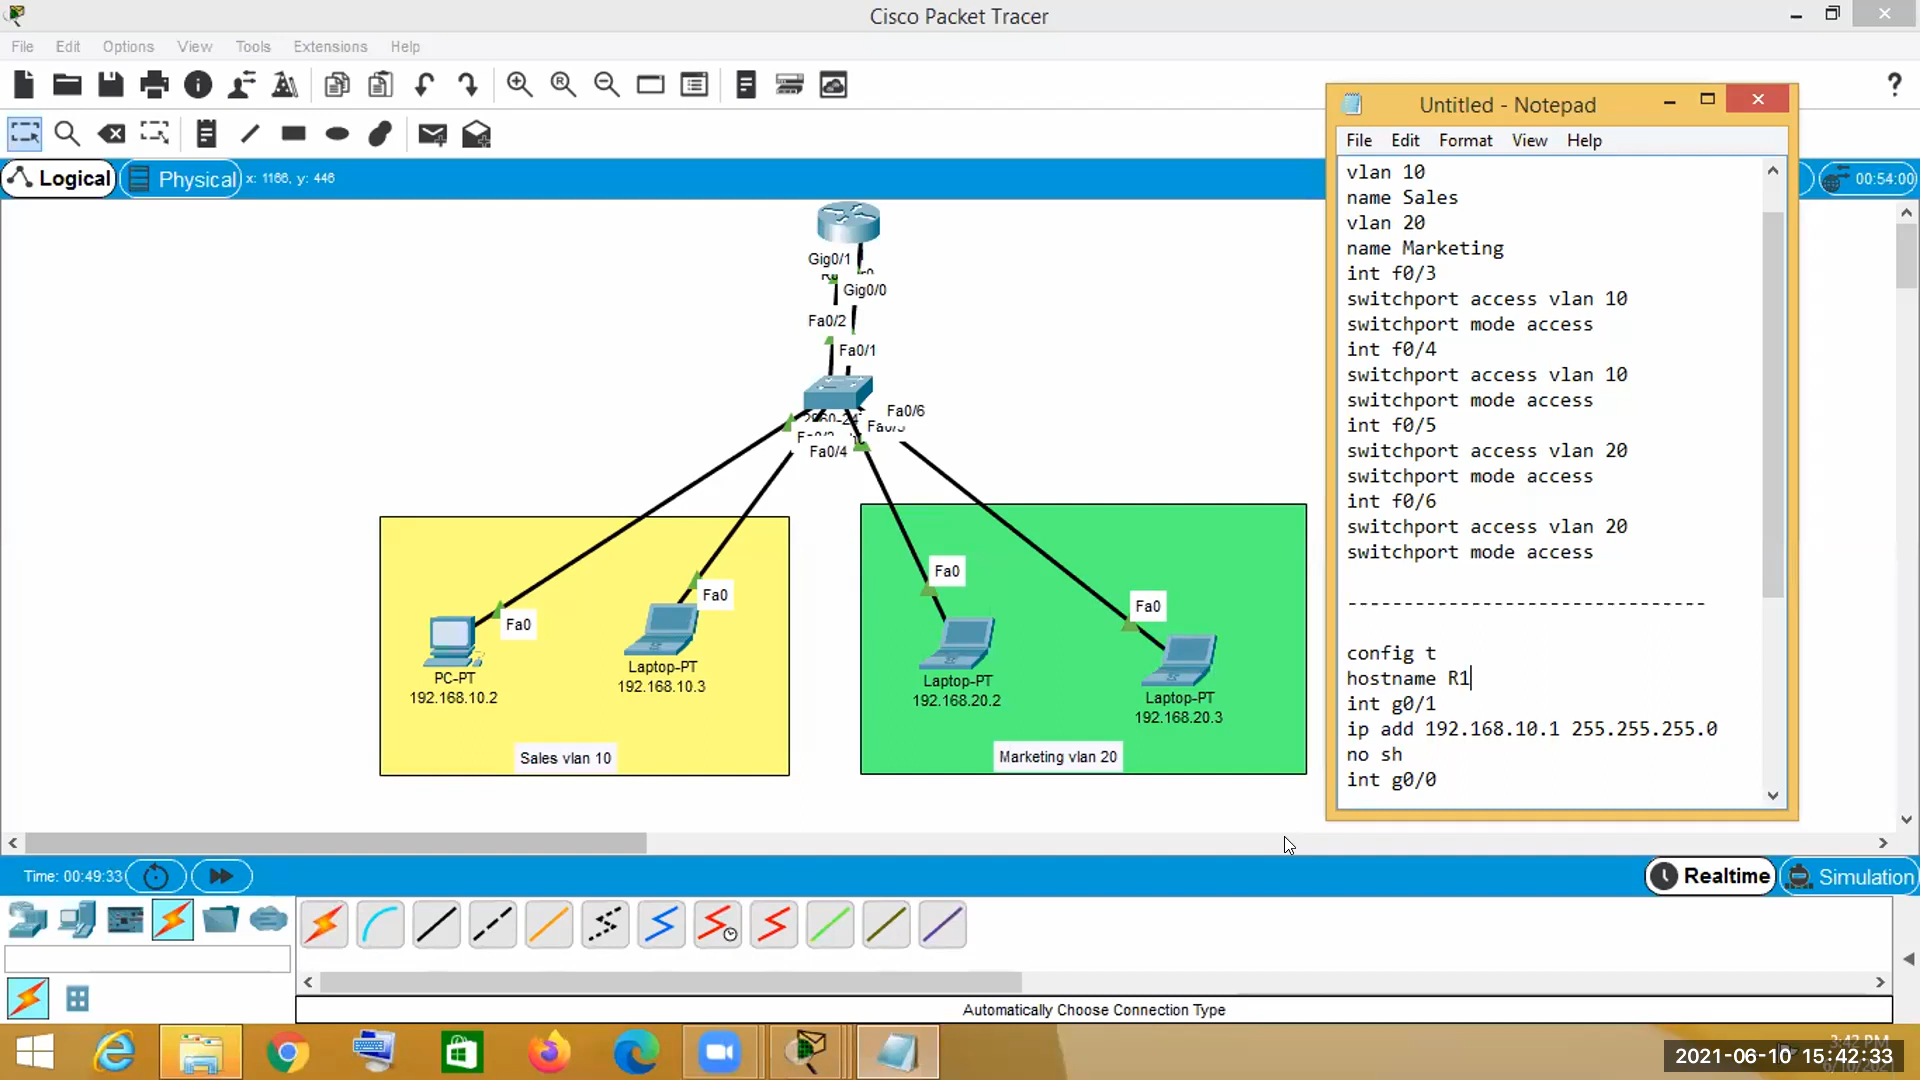 Cisco Packet Tracer
File Edit Options View Tools Extensions Help
Logical
Physical
x: 1166, y: 446
00:54:00
Untitled - Notepad
File Edit Format View Help
vlan 10
name Sales
vlan 20
name Marketing
int f0/3
switchport access vlan 10
switchport mode access
int f0/4
switchport access vlan 10
switchport mode access
int f0/5
switchport access vlan 20
switchport mode access
int f0/6
switchport access vlan 20
switchport mode access
--------------------------------
config t
hostname R1
int g0/1
ip add 192.168.10.1 255.255.255.0
no sh
int g0/0
Gig0/1
Gig0/0
Fa0/2
Fa0/1
Fa0/6
Fa0/4
Fa0
Fa0
Fa0
Fa0
PC-PT
192.168.10.2
Laptop-PT
192.168.10.3
Laptop-PT
192.168.20.2
Laptop-PT
192.168.20.3
Sales vlan 10
Marketing vlan 20
Time: 00:49:33
Realtime
Simulation
Automatically Choose Connection Type
3:42 PM
2021-06-10 15:42:33